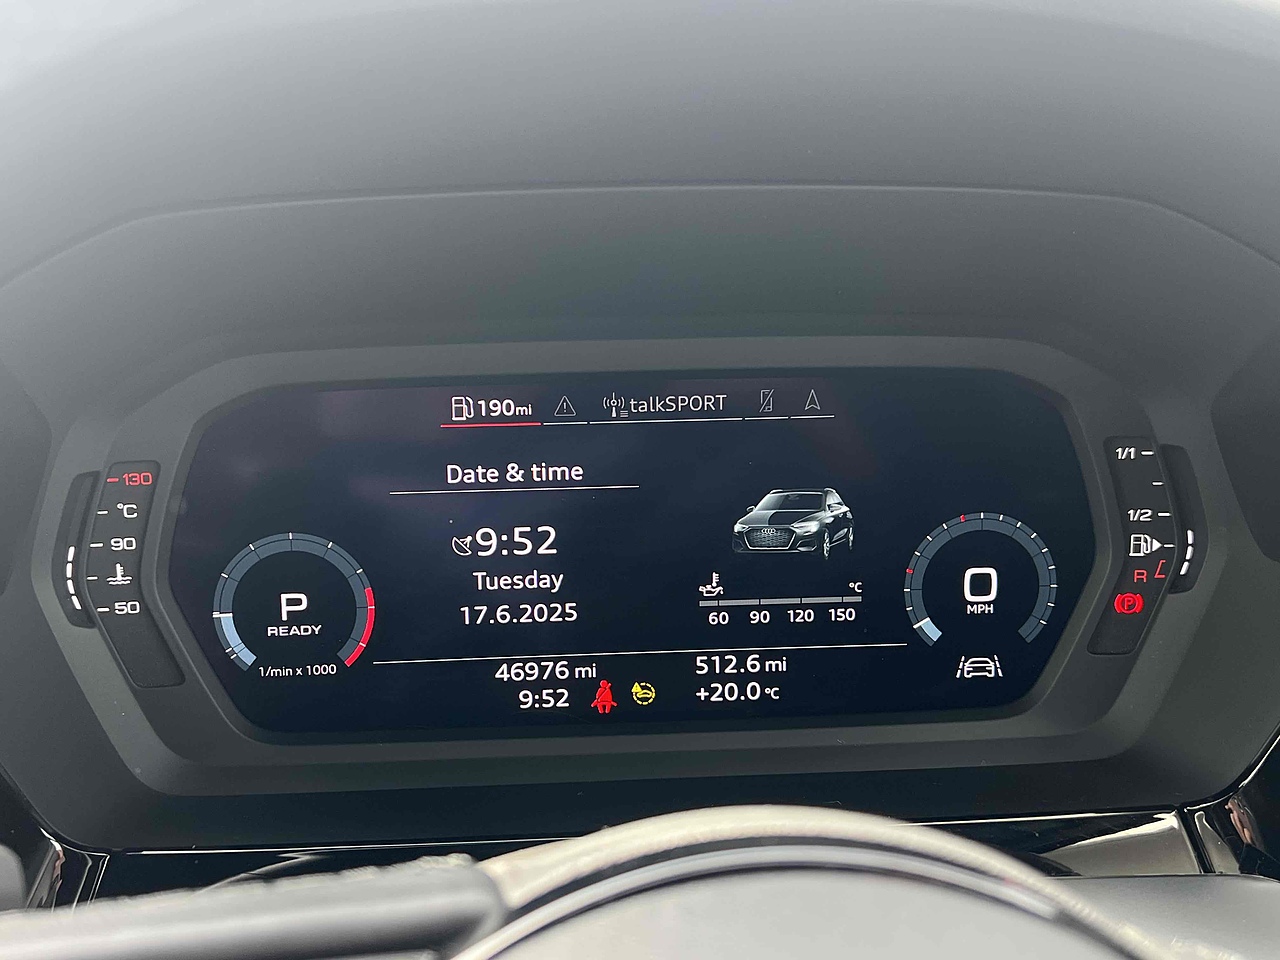 190mi
talkSPORT
Date & time
9:52
Tuesday
17.6.2025
130
°C
90
50
P
READY
1/min x 1000
°C
60 90 120 150
46976 mi
9:52
512.6 mi
+20.0 °C
0
MPH
1/1
1/2
R
P